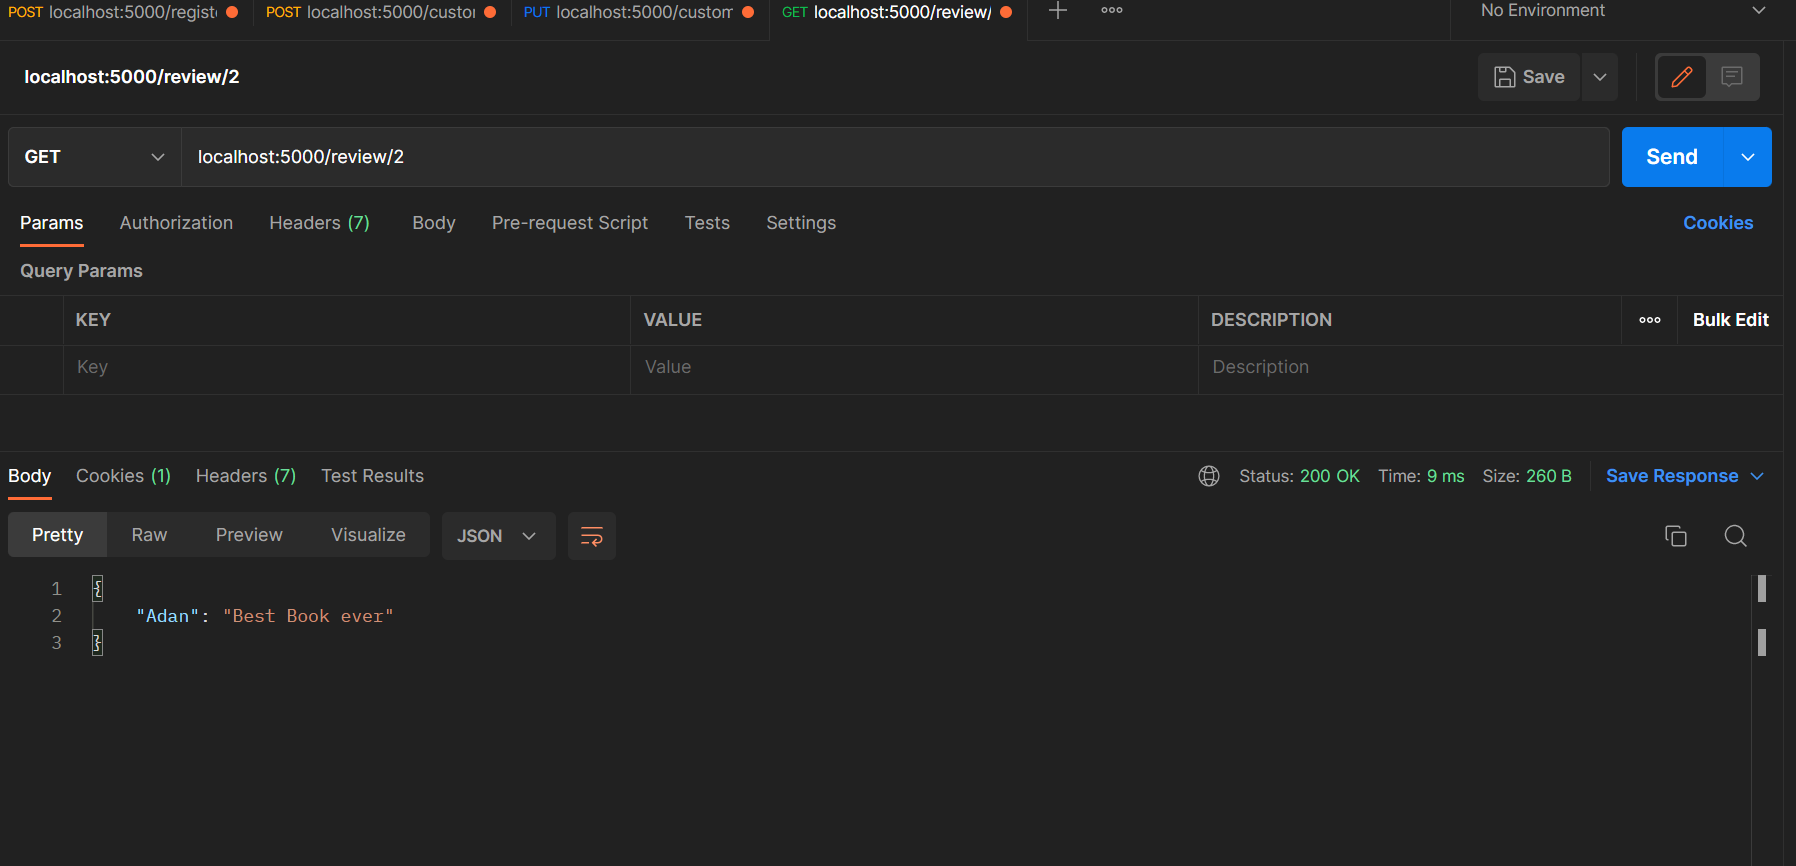 POST localhost:5000/registe POST localhost:5000/custor PUT localhost:5000/custom GET localhost:5000/review/ No Environment
localhost:5000/review/2 Save
GET localhost:5000/review/2 Send
Params Authorization Headers (7) Body Pre-request Script Tests Settings Cookies
Query Params
KEY VALUE DESCRIPTION Bulk Edit
Key Value Description
Body Cookies (1) Headers (7) Test Results Status: 200 OK Time: 9 ms Size: 260 B Save Response
Pretty Raw Preview Visualize JSON
1 {
2 "Adan": "Best Book ever"
3 }